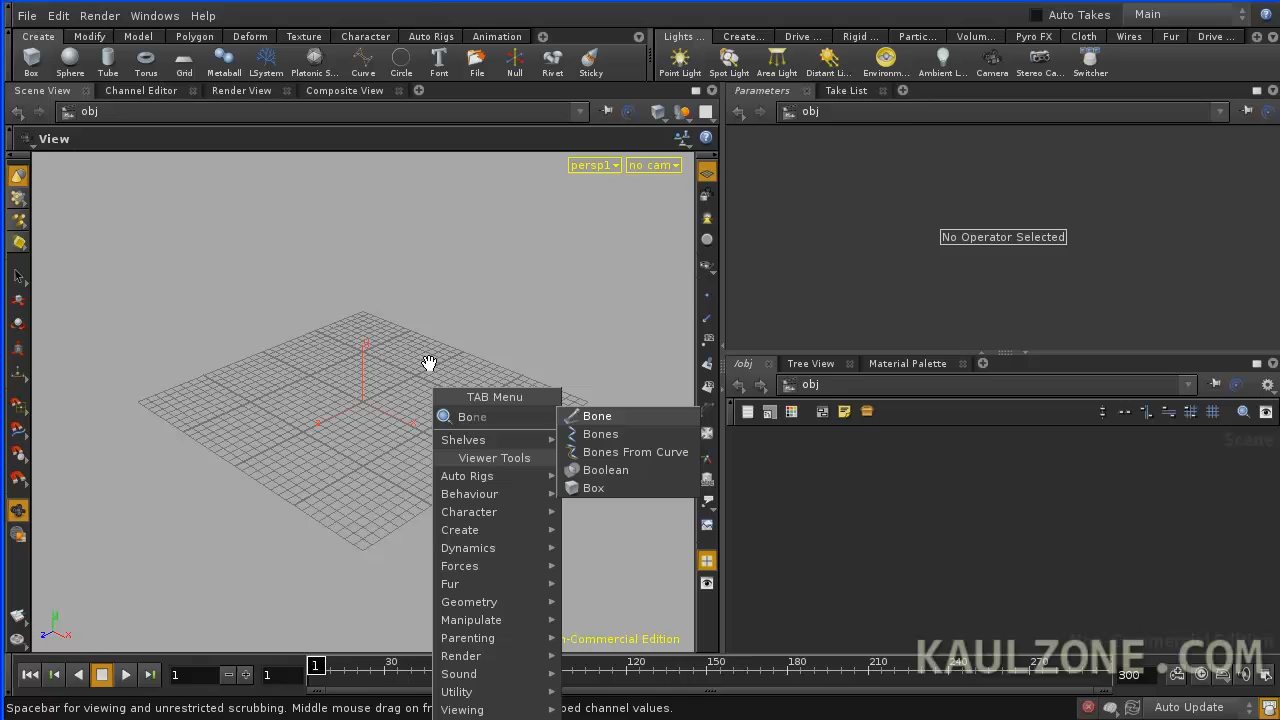 File Edit Render Windows Help
Auto Takes Main
Create Modify Model Polygon Deform Texture Character Auto Rigs Animation
Lights ... Create... Drive ... Rigid ... Partic... Volum... Pyro FX Cloth Wires Fur Drive ...
Box Sphere Tube Torus Grid Metaball LSystem Platonic S... Curve Circle Font File Null Rivet Sticky
Point Light Spot Light Area Light Distant Li... Environm... Ambient L... Camera Stereo Ca... Switcher
Scene View Channel Editor Render View Composite View
Parameters Take List
obj
obj
View
persp1 no cam
No Operator Selected
/obj Tree View Material Palette
obj
Scene
TAB Menu
Bone
Shelves
Viewer Tools
Auto Rigs
Behaviour
Character
Create
Dynamics
Forces
Fur
Geometry
Manipulate
Parenting
Render
Sound
Utility
Viewing
Bone
Bones
Bones From Curve
Boolean
Box
n-Commercial Edition
KAULZONE.COM
1 1 1 30 120 150 180 210 240 270 300
Spacebar for viewing and unrestricted scrubbing. Middle mouse drag on fr
ped channel values.
Auto Update